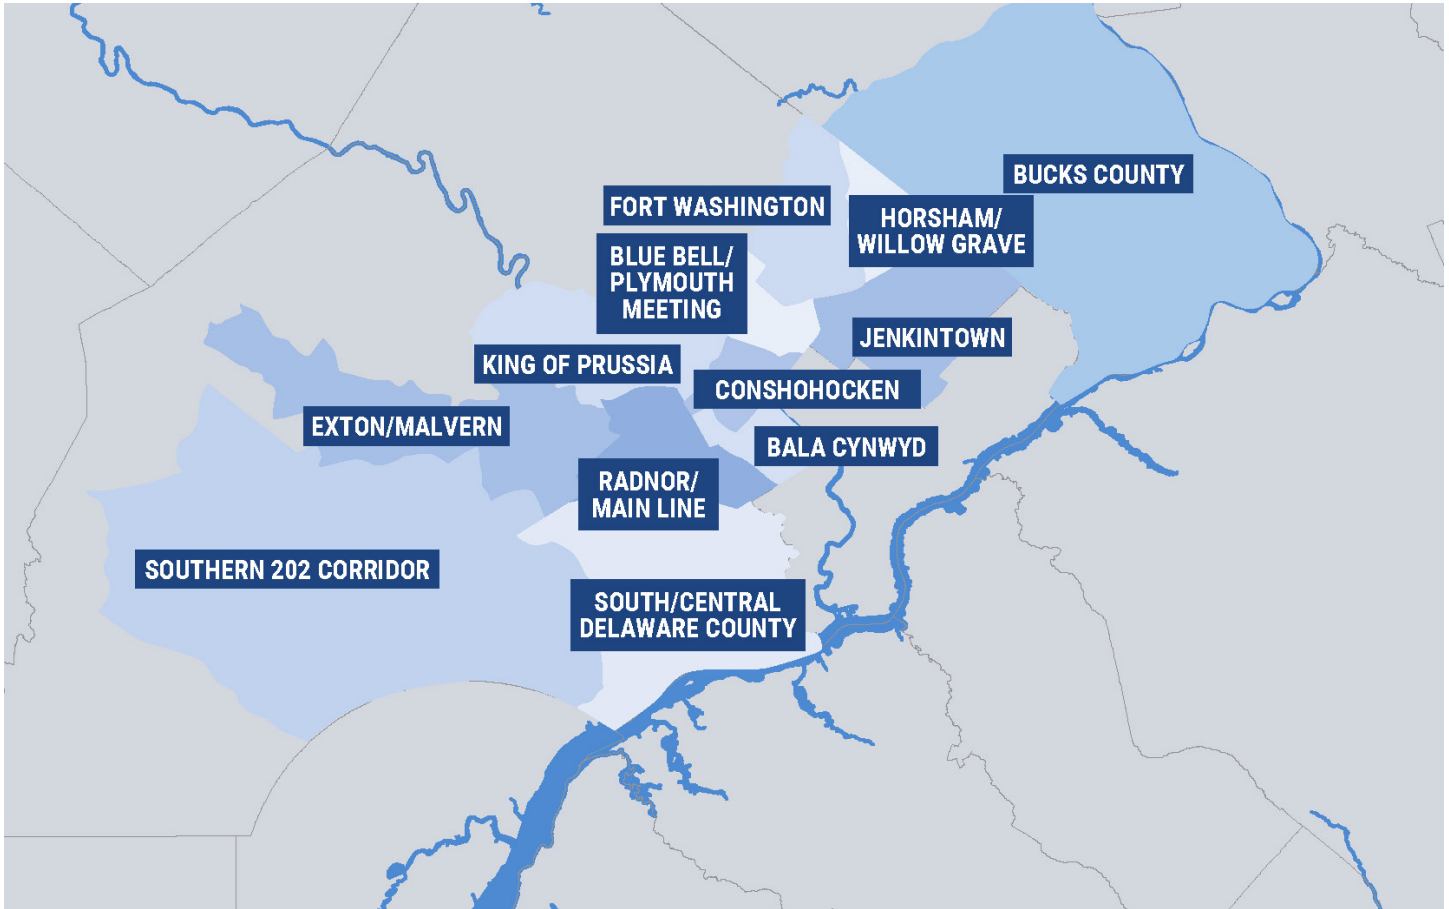 BUCKS COUNTY
FORT WASHINGTON
HORSHAM/
WILLOW GRAVE
BLUE BELL/
PLYMOUTH
MEETING
JENKINTOWN
KING OF PRUSSIA
CONSHOHOCKEN
EXTON/MALVERN
BALA CYNWYD
RADNOR/
MAIN LINE
SOUTHERN 202 CORRIDOR
SOUTH/CENTRAL
DELAWARE COUNTY